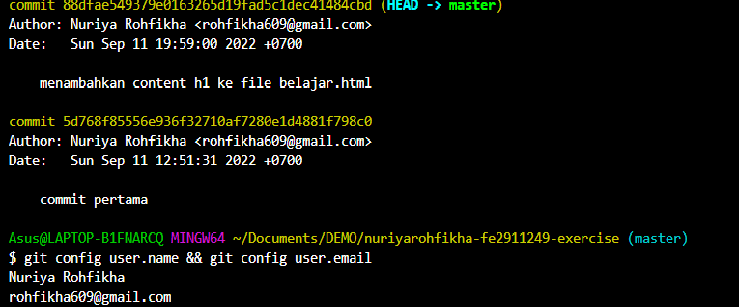 commit 88dfae549379e0163265d19fad5c1dec41484cbd (HEAD -> master)
Author: Nuriya Rohfikha <rohfikha609@gmail.com>
Date:   Sun Sep 11 19:59:00 2022 +0700
menambahkan content h1 ke file belajar.html
commit 5d768f85556e936f32710af7280e1d4881f798c0
Author: Nuriya Rohfikha <rohfikha609@gmail.com>
Date:   Sun Sep 11 12:51:31 2022 +0700
commit pertama
Asus@LAPTOP-B1FNARCQ MINGW64 ~/Documents/DEMO/nuriyarohfikha-fe2911249-exercise (master)
$ git config user.name && git config user.email
Nuriya Rohfikha
rohfikha609@gmail.com